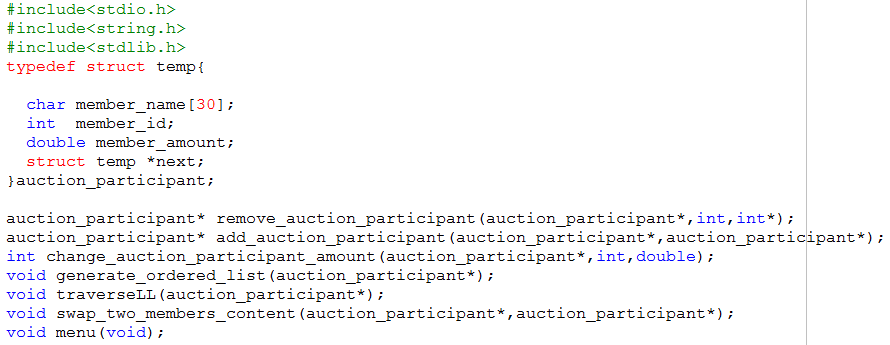 #include<stdio.h>
#include<string.h>
#include<stdlib.h>
typedef struct temp{
char member_name[30];
int  member_id;
double member_amount;
struct temp *next;
}auction_participant;
auction_participant* remove_auction_participant(auction_participant*,int,int*);
auction_participant* add_auction_participant(auction_participant*,auction_participant*);
int change_auction_participant_amount(auction_participant*,int,double);
void generate_ordered_list(auction_participant*);
void traverseLL(auction_participant*);
void swap_two_members_content(auction_participant*,auction_participant*);
void menu(void);